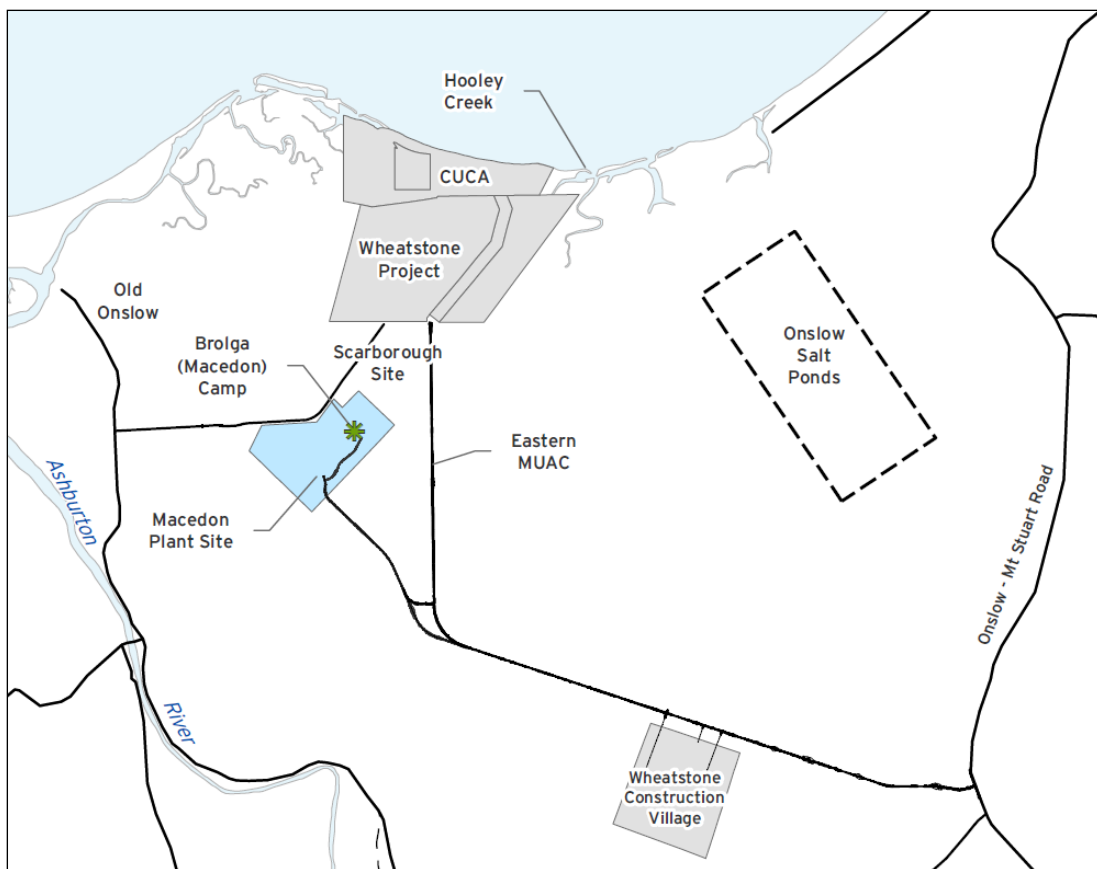 Hooley
Creek
CUCA
Wheatstone
Project
Old
Onslow
Brolga
(Macedon)
Camp
Scarborough
Site
Onslow
Salt
Ponds
Eastern
MUAC
Ashburton
River
Macedon
Plant Site
Onslow - Mt Stuart Road
Wheatstone
Construction
Village